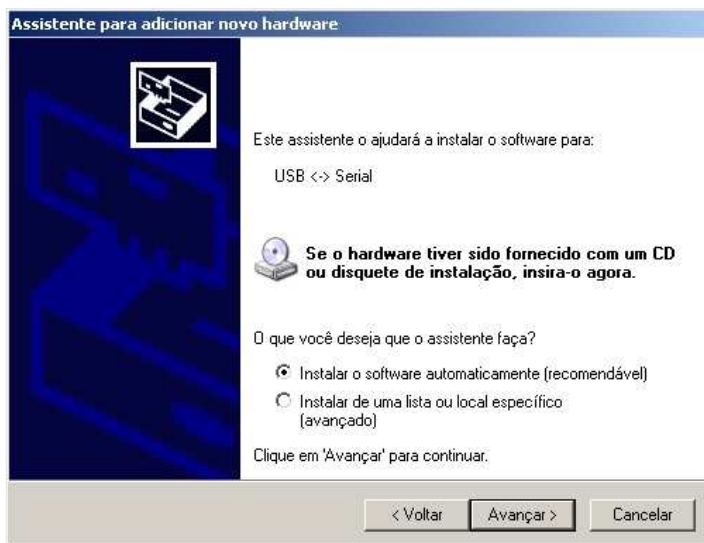 Assistente para adicionar novo hardware
Este assistente o ajudará a instalar o software para:
USB <-> Serial
Se o hardware tiver sido fornecido com um CD
ou disquete de instalação, insira-o agora.
O que você deseja que o assistente faça?
Instalar o software automaticamente (recomendável)
Instalar de uma lista ou local específico
(avançado)
Clique em 'Avançar' para continuar.
< Voltar
Avançar >
Cancelar